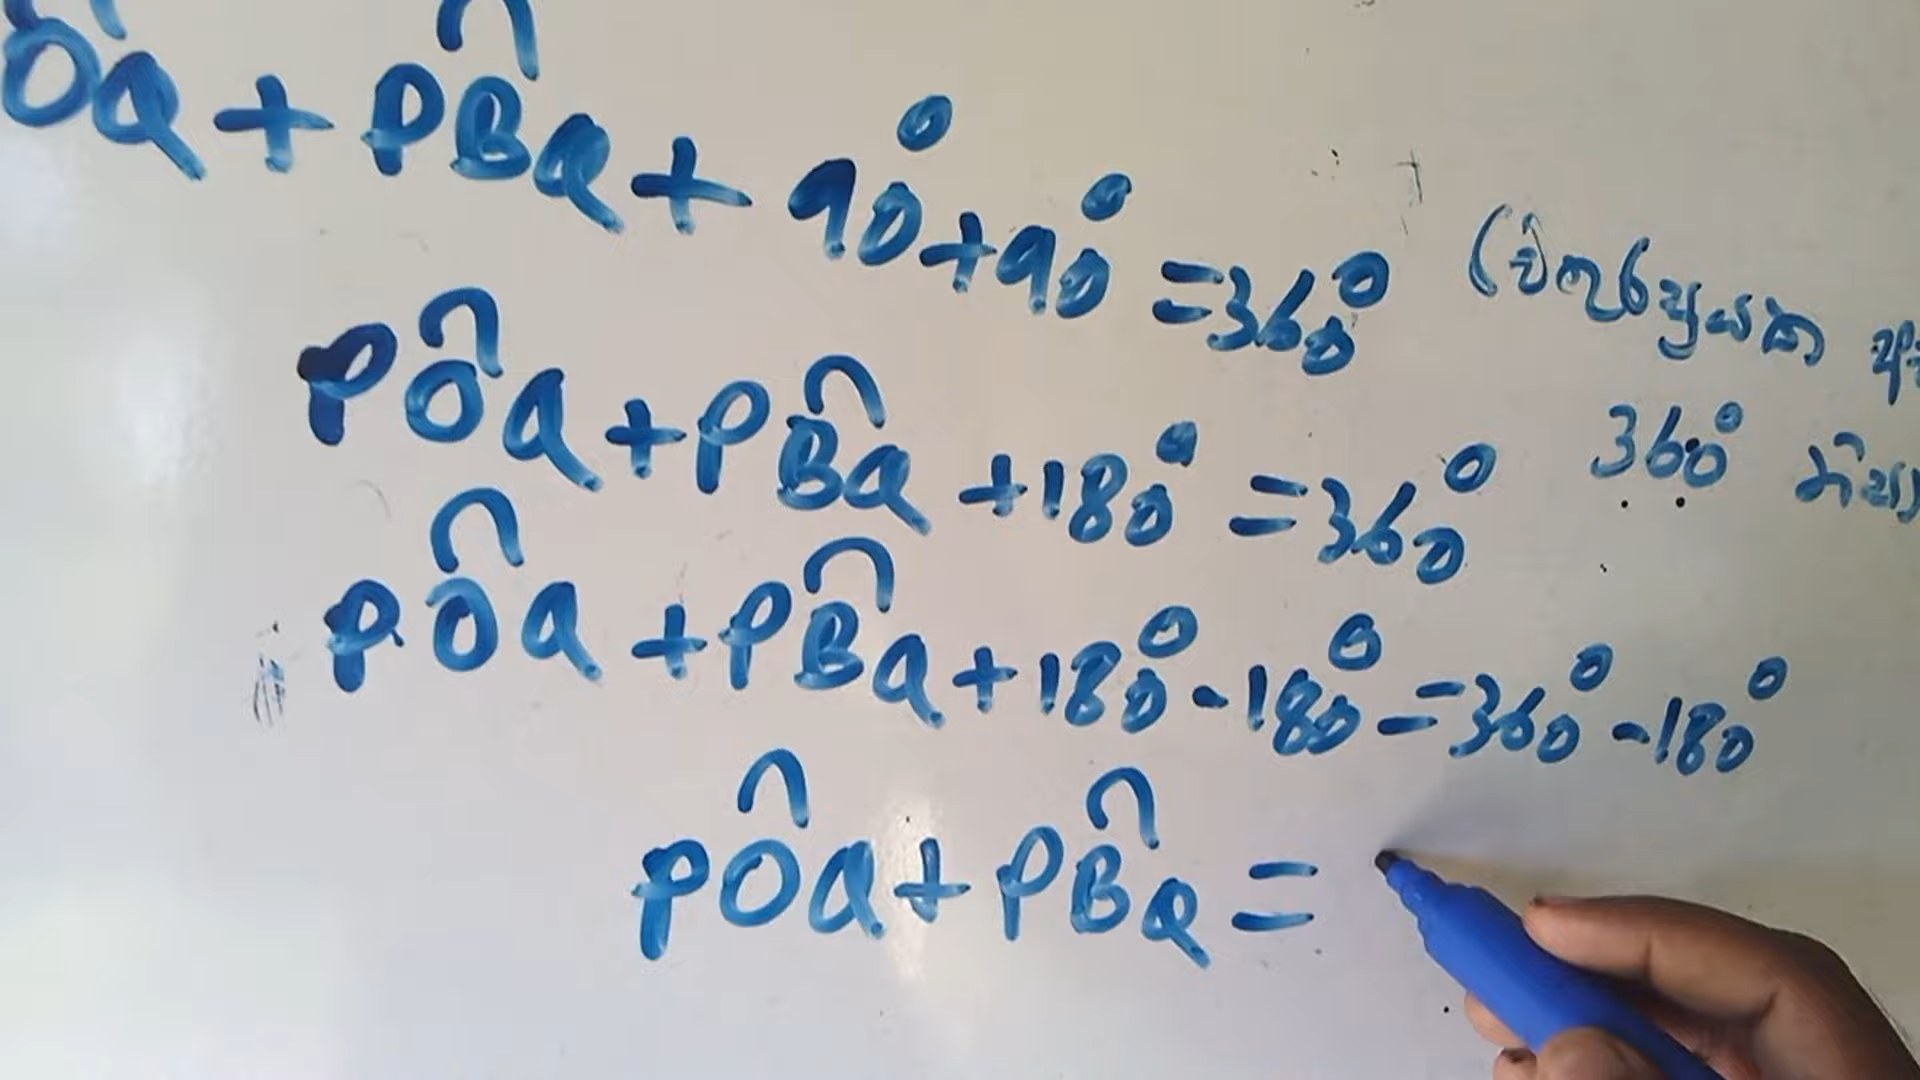 ÔQ + PB̂Q + 90° + 90° = 360° (චතුරස්‍රයක
PÔQ + PB̂Q + 180° = 360° 360°
PÔQ + PB̂Q + 180° - 180° = 360° - 180°
PÔQ + PB̂Q =